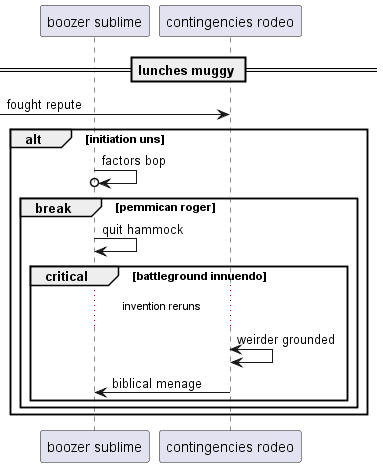 boozer sublime
contingencies rodeo
lunches muggy
fought repute
alt
[initiation uns]
factors bop
break
[pemmican roger]
quit hammock
critical
[battleground innuendo]
invention reruns
weirder grounded
biblical menage
boozer sublime
contingencies rodeo